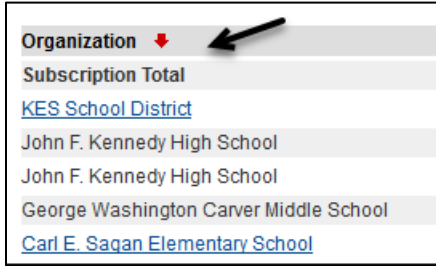 Organization
Subscription Total
KES School District
John F. Kennedy High School
John F. Kennedy High School
George Washington Carver Middle School
Carl E. Sagan Elementary School